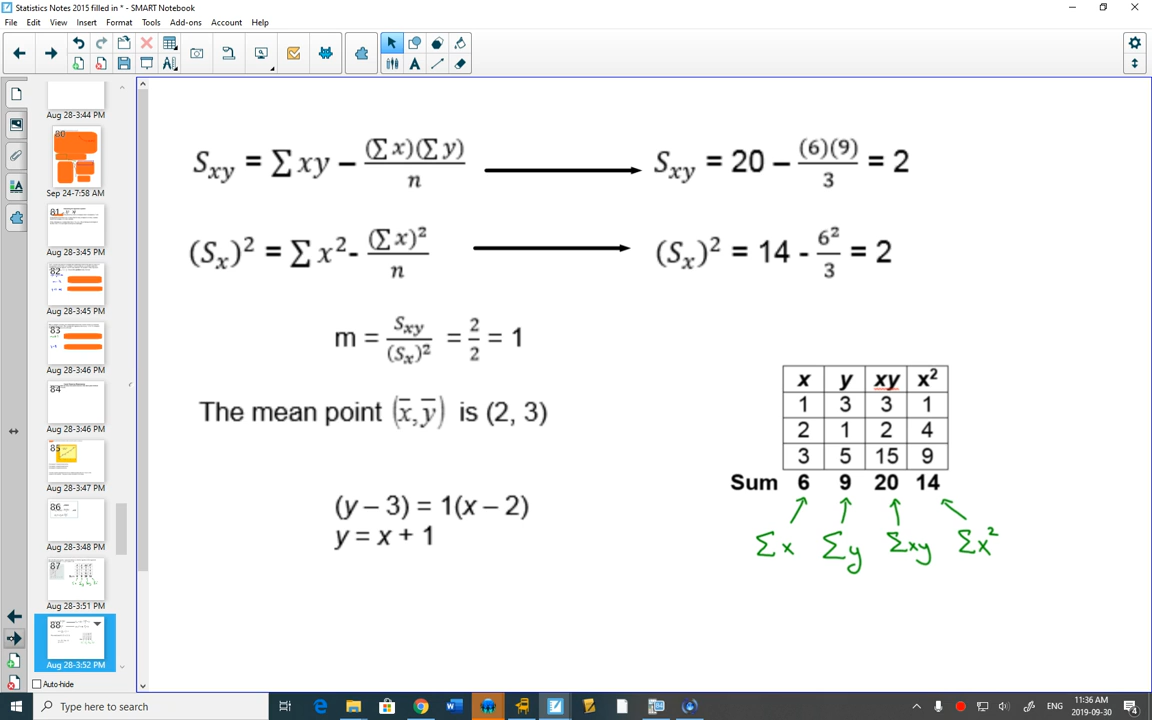 Statistics Notes 2015 filled in * - SMART Notebook
File Edit View Insert Format Tools Add-ons Account Help
Aug 28-3:44 PM
80
Sep 24-7:58 AM
81
Aug 28-3:45 PM
82
Aug 28-3:45 PM
83
Aug 28-3:46 PM
84
Aug 28-3:46 PM
85
Aug 28-3:47 PM
86
Aug 28-3:48 PM
87
Aug 28-3:51 PM
88
Aug 28-3:52 PM
Auto-hide
S_xy = ∑ xy – (∑ x)(∑ y)/n → S_xy = 20 – (6)(9)/3 = 2
(S_x)² = ∑ x² - (∑ x)²/n → (S_x)² = 14 - 6²/3 = 2
m = S_xy/(S_x)² = 2/2 = 1
The mean point (x̄, ȳ) is (2, 3)
(y – 3) = 1(x – 2)
y = x + 1
x y xy x²
1 3 3 1
2 1 2 4
3 5 15 9
Sum 6 9 20 14
∑x ∑y ∑xy ∑x²
Type here to search
ENG
11:36 AM
2019-09-30
4